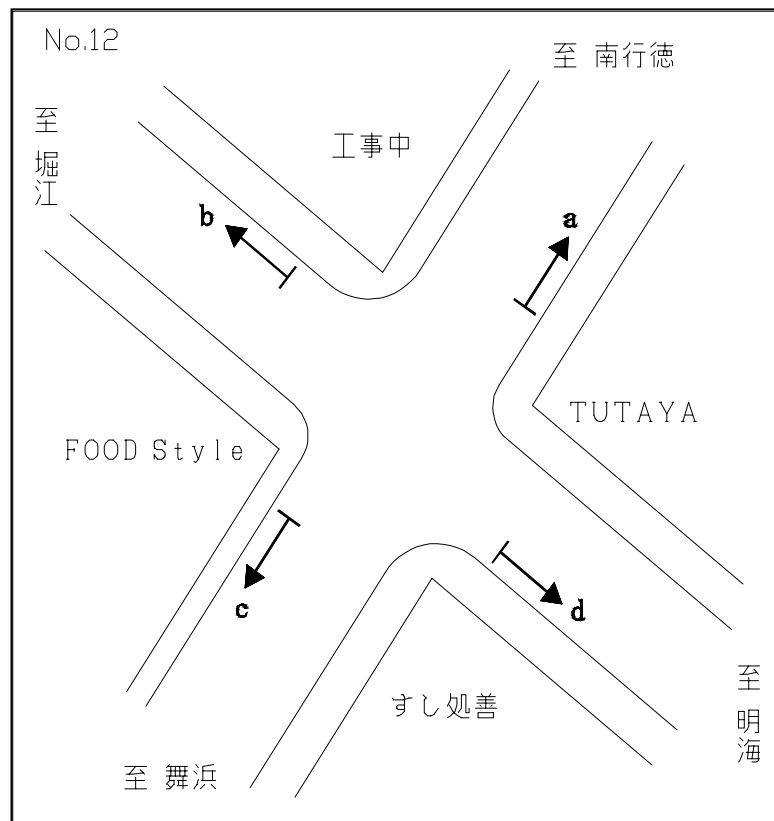 No.12
至 南行徳
至 堀江
工事中
b
a
TUTAYA
FOOD Style
c
d
すし処善
至 明海
至 舞浜